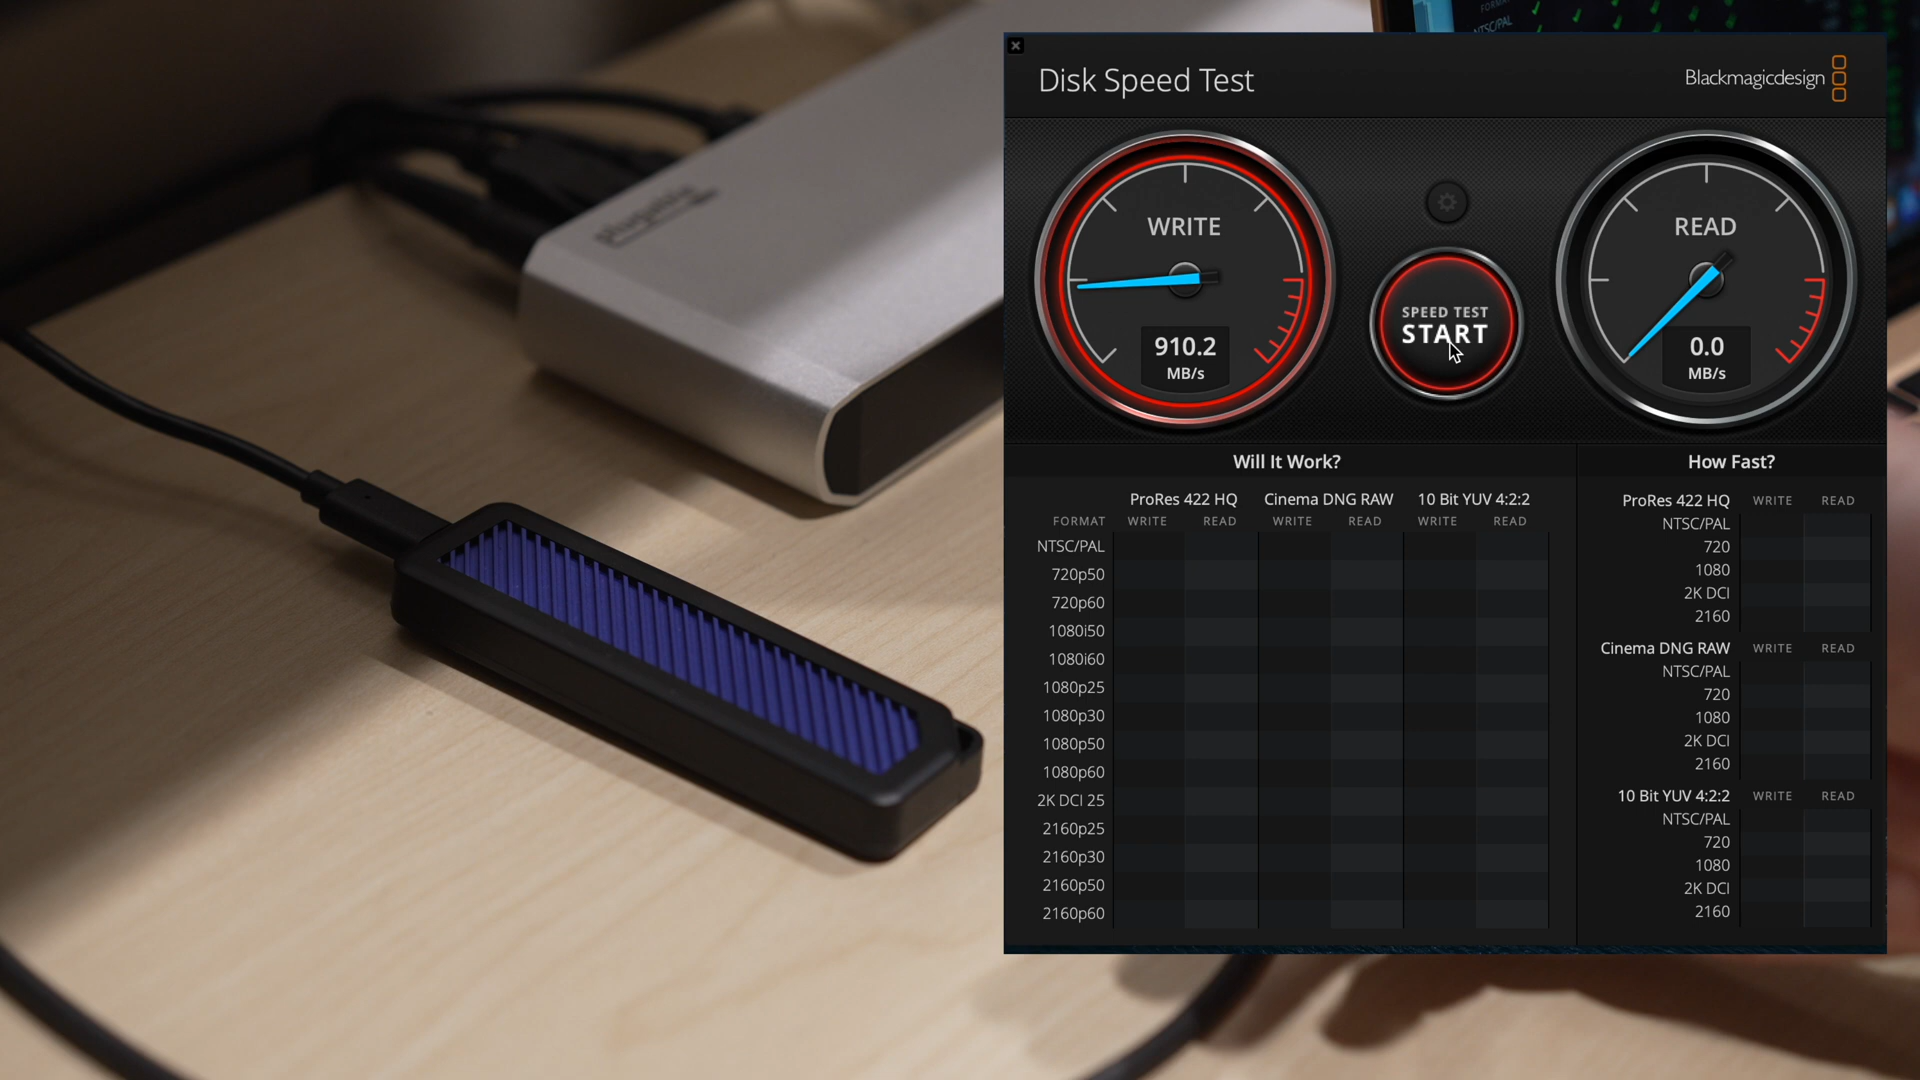 FORMAT
NTSC/PAL
Disk Speed Test
Blackmagicdesign
plugable
WRITE
910.2
MB/s
SPEED TEST
START
READ
0.0
MB/s
Will It Work?
ProRes 422 HQ Cinema DNG RAW 10 Bit YUV 4:2:2
FORMAT WRITE READ WRITE READ WRITE READ
NTSC/PAL
720p50
720p60
1080i50
1080i60
1080p25
1080p30
1080p50
1080p60
2K DCI 25
2160p25
2160p30
2160p50
2160p60
How Fast?
ProRes 422 HQ WRITE READ
NTSC/PAL
720
1080
2K DCI
2160
Cinema DNG RAW WRITE READ
NTSC/PAL
720
1080
2K DCI
2160
10 Bit YUV 4:2:2 WRITE READ
NTSC/PAL
720
1080
2K DCI
2160